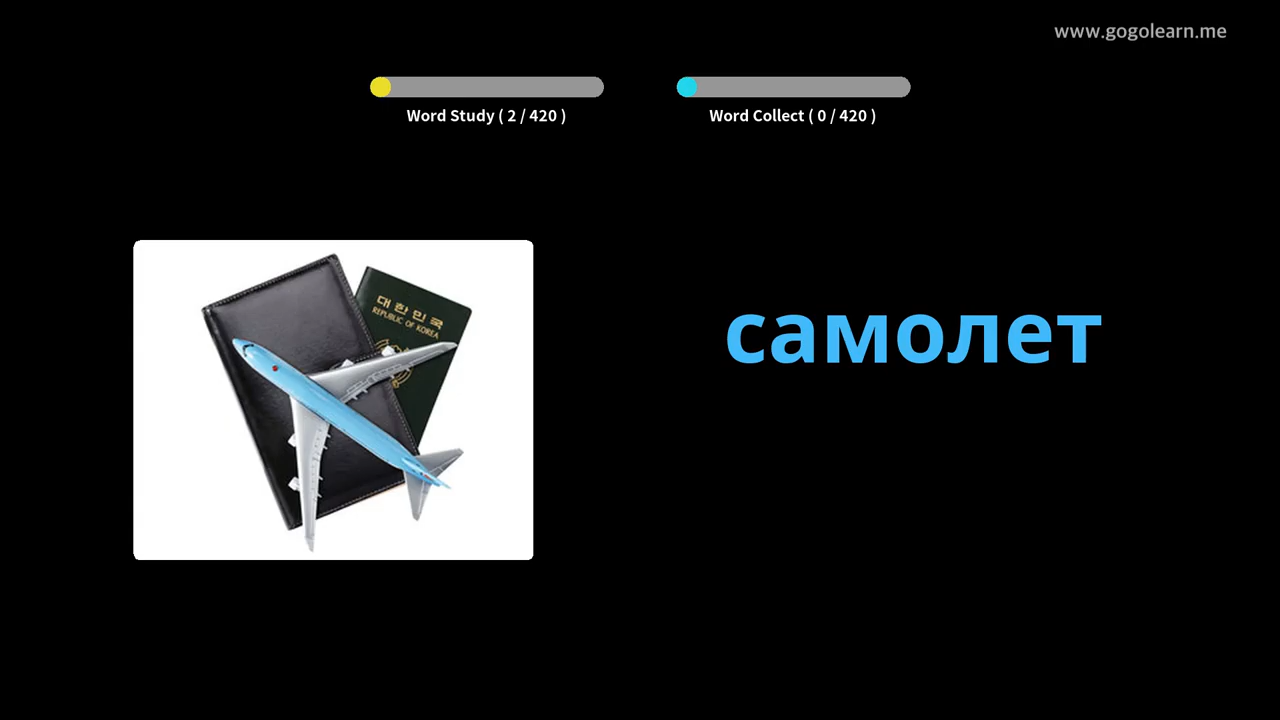 www.gogolearn.me
Word Study ( 2 / 420 )
Word Collect ( 0 / 420 )
대한민국
REPUBLIC OF KOREA
самолет